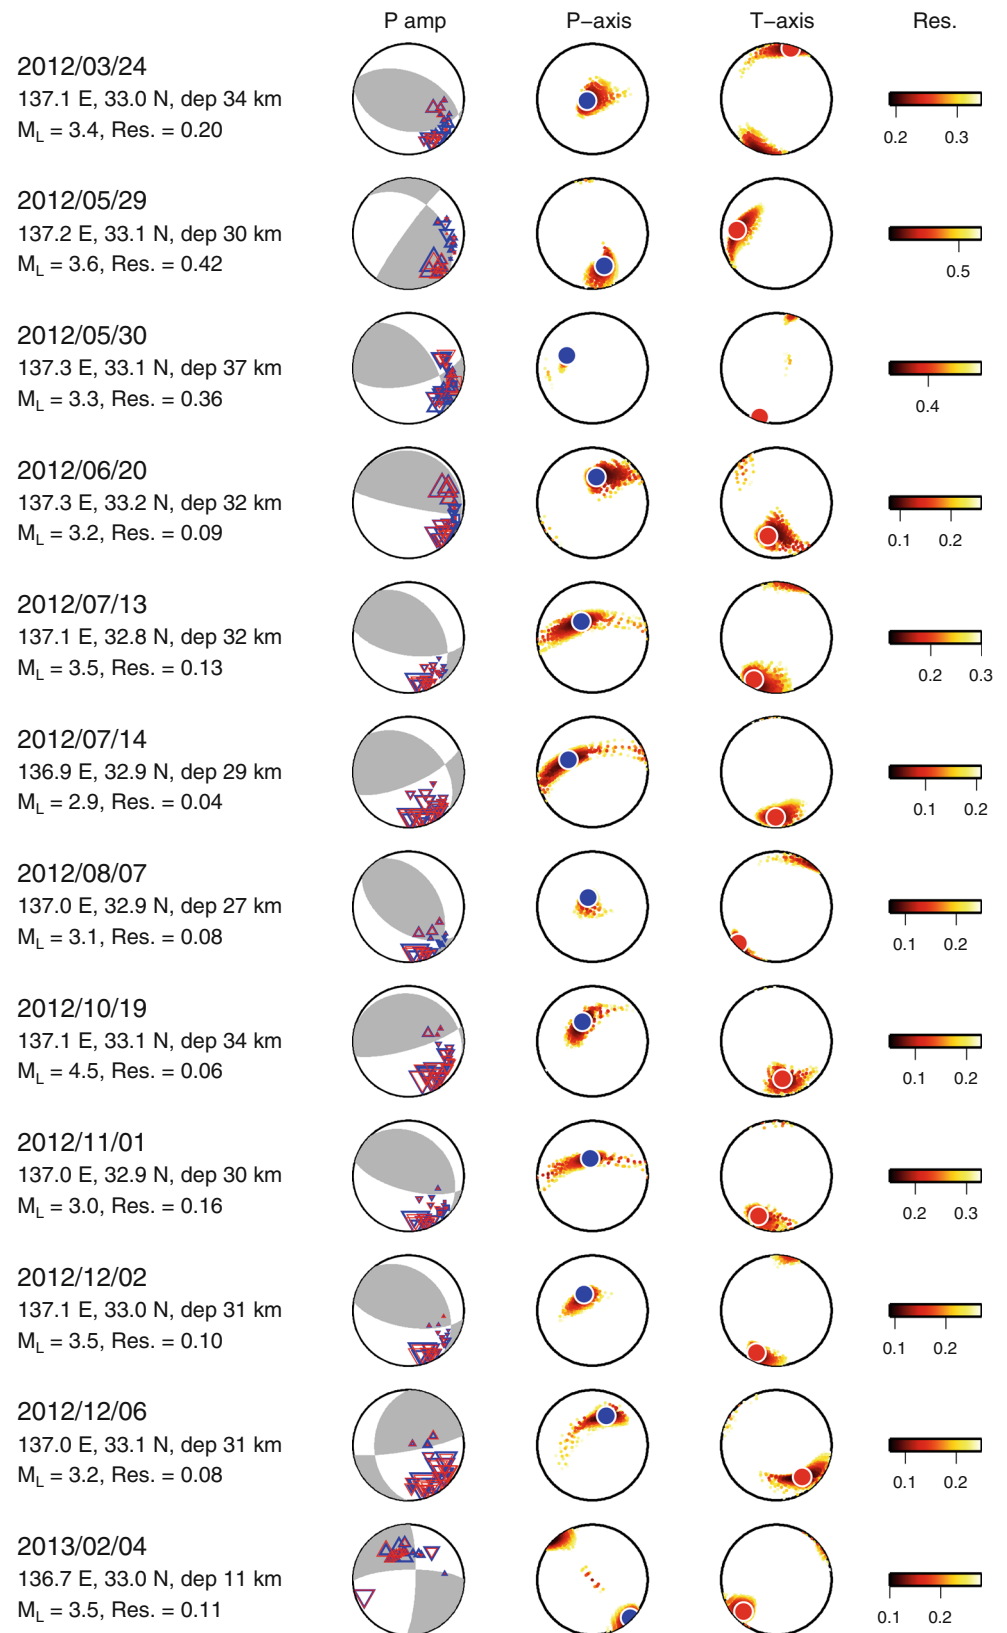 P amp P−axis T−axis Res.
2012/03/24
137.1 E, 33.0 N, dep 34 km
M_L = 3.4, Res. = 0.20
0.2 0.3
2012/05/29
137.2 E, 33.1 N, dep 30 km
M_L = 3.6, Res. = 0.42
0.5
2012/05/30
137.3 E, 33.1 N, dep 37 km
M_L = 3.3, Res. = 0.36
0.4
2012/06/20
137.3 E, 33.2 N, dep 32 km
M_L = 3.2, Res. = 0.09
0.1 0.2
2012/07/13
137.1 E, 32.8 N, dep 32 km
M_L = 3.5, Res. = 0.13
0.2 0.3
2012/07/14
136.9 E, 32.9 N, dep 29 km
M_L = 2.9, Res. = 0.04
0.1 0.2
2012/08/07
137.0 E, 32.9 N, dep 27 km
M_L = 3.1, Res. = 0.08
0.1 0.2
2012/10/19
137.1 E, 33.1 N, dep 34 km
M_L = 4.5, Res. = 0.06
0.1 0.2
2012/11/01
137.0 E, 32.9 N, dep 30 km
M_L = 3.0, Res. = 0.16
0.2 0.3
2012/12/02
137.1 E, 33.0 N, dep 31 km
M_L = 3.5, Res. = 0.10
0.1 0.2
2012/12/06
137.0 E, 33.1 N, dep 31 km
M_L = 3.2, Res. = 0.08
0.1 0.2
2013/02/04
136.7 E, 33.0 N, dep 11 km
M_L = 3.5, Res. = 0.11
0.1 0.2